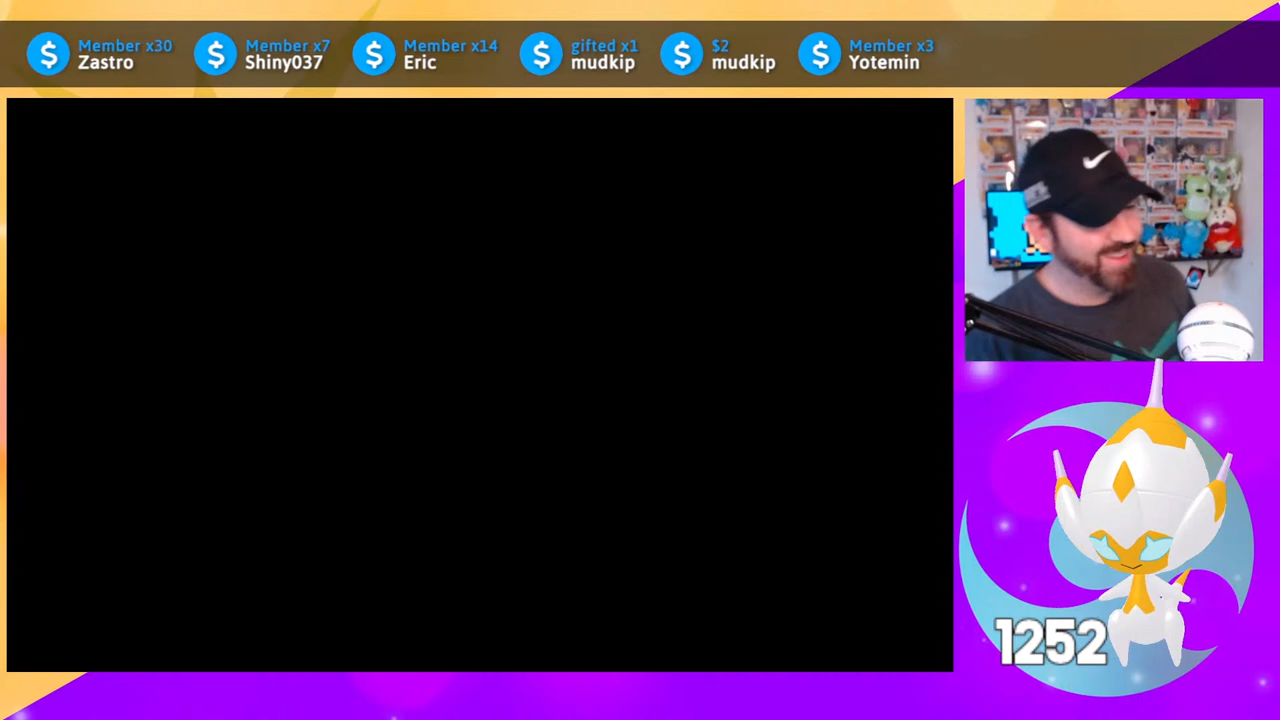 Member x30
Zastro
Member x7
Shiny037
Member x14
Eric
gifted x1
mudkip
$2
mudkip
Member x3
Yotemin
1252